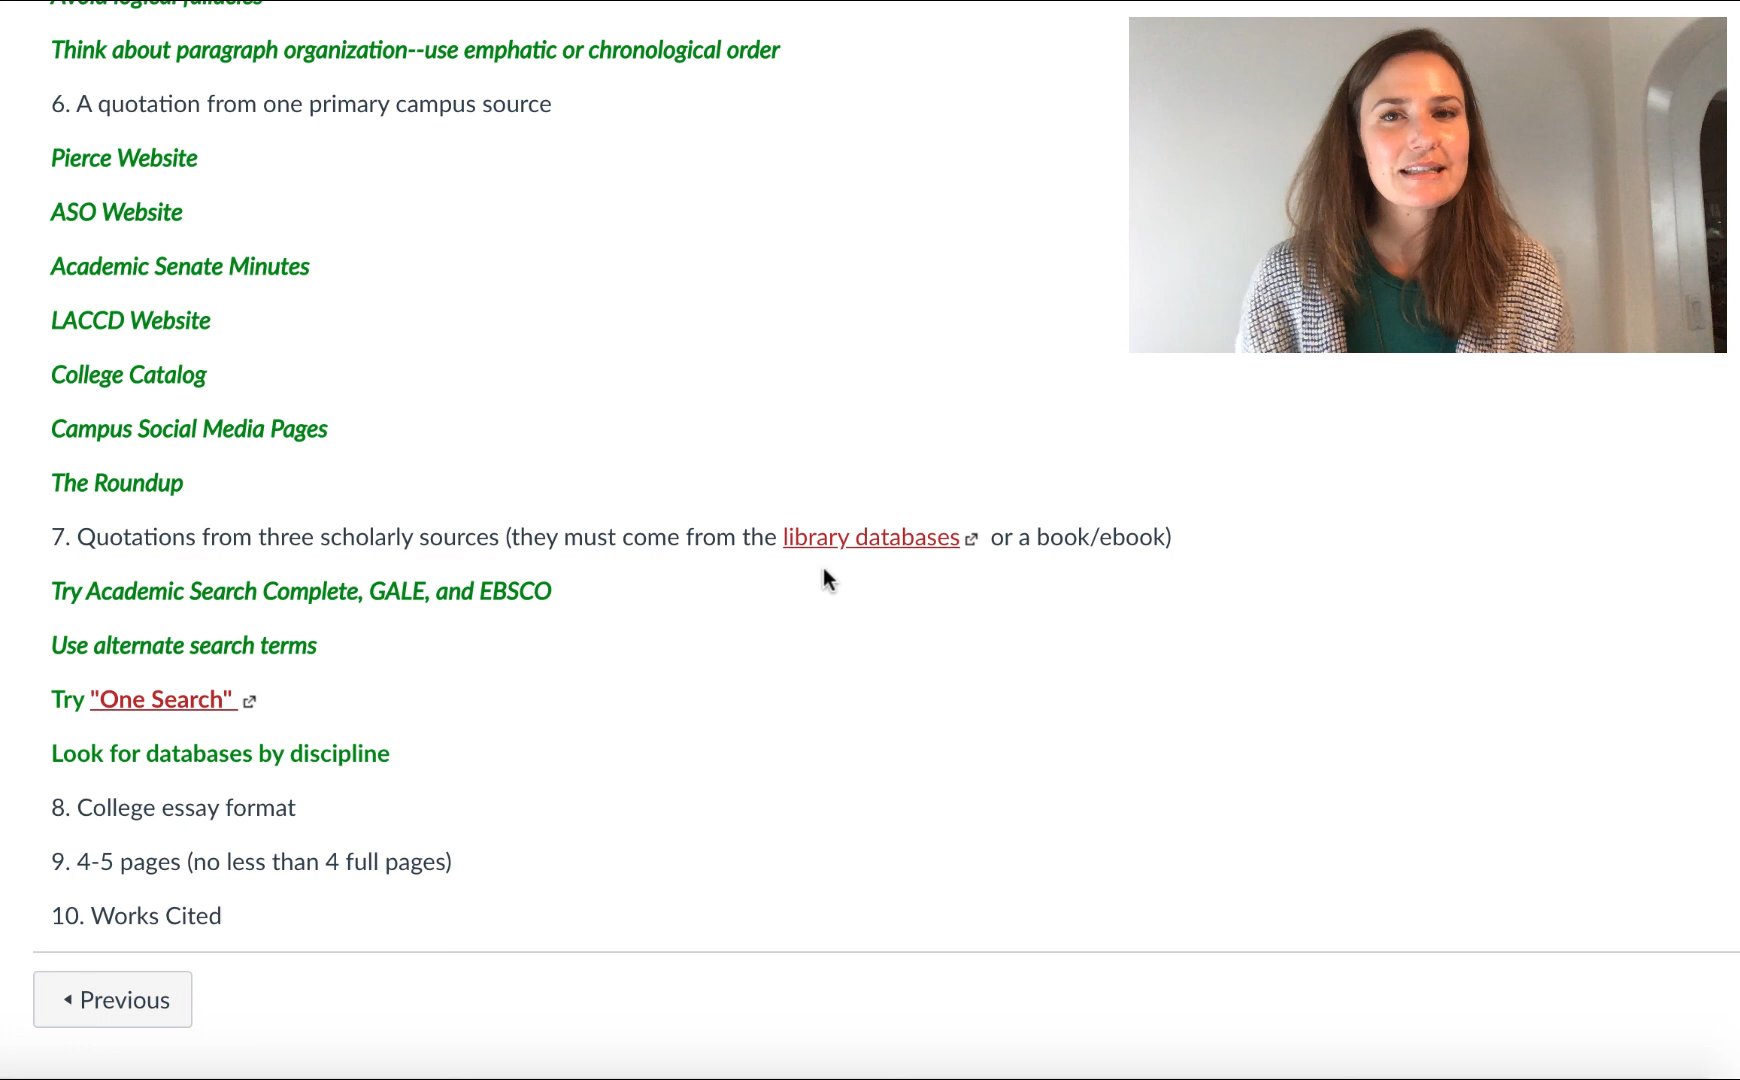 Avoid logical fallacies
Think about paragraph organization--use emphatic or chronological order
6. A quotation from one primary campus source
Pierce Website
ASO Website
Academic Senate Minutes
LACCD Website
College Catalog
Campus Social Media Pages
The Roundup
7. Quotations from three scholarly sources (they must come from the library databases or a book/ebook)
Try Academic Search Complete, GALE, and EBSCO
Use alternate search terms
Try "One Search"
Look for databases by discipline
8. College essay format
9. 4-5 pages (no less than 4 full pages)
10. Works Cited
Previous